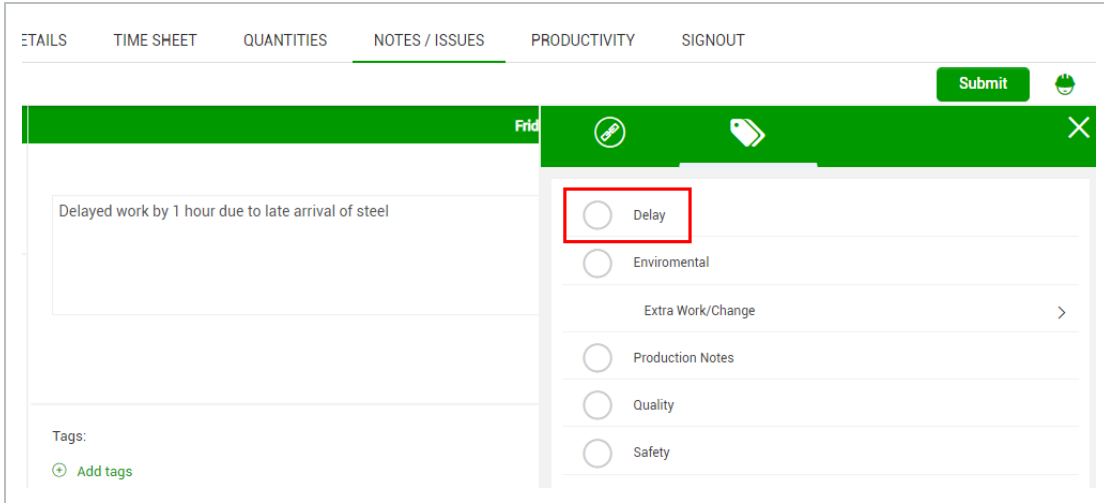 ETAILS TIME SHEET QUANTITIES NOTES / ISSUES PRODUCTIVITY SIGNOUT
Submit
Frid
Delayed work by 1 hour due to late arrival of steel
Tags:
Add tags
Delay
Enviromental
Extra Work/Change
Production Notes
Quality
Safety